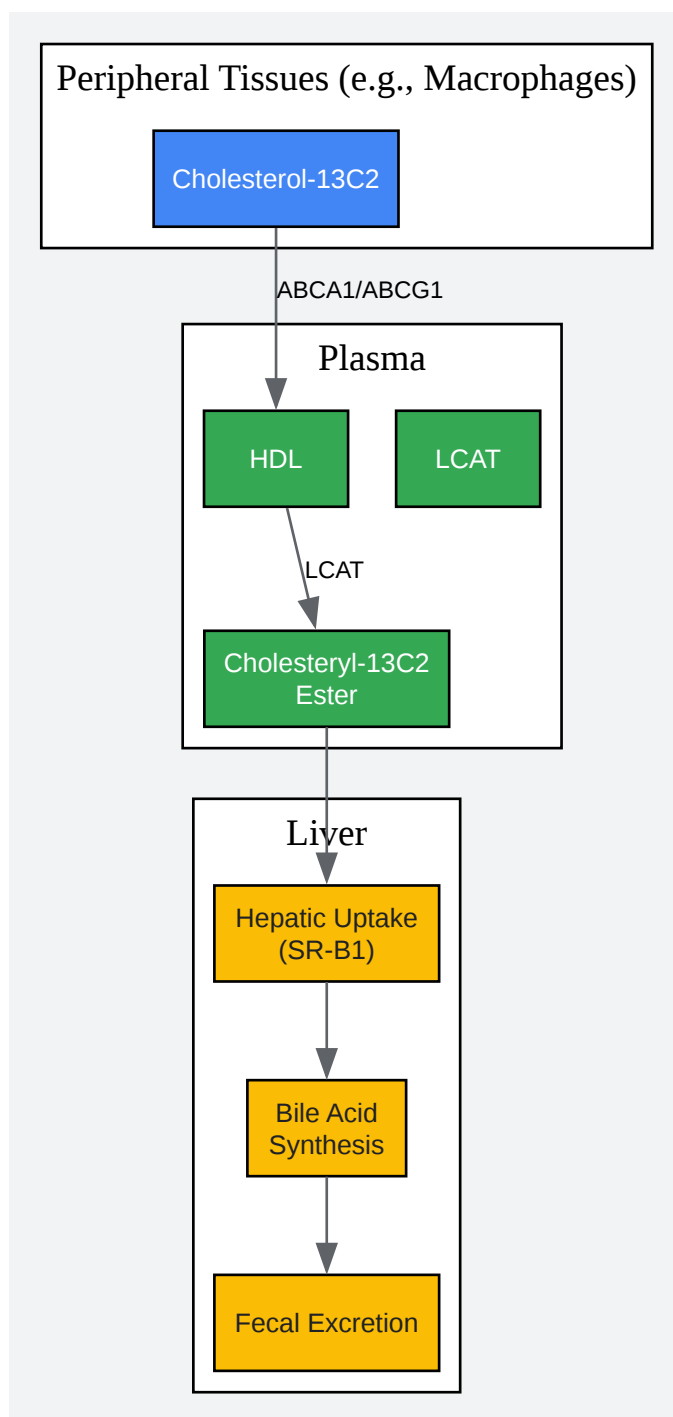 Peripheral Tissues (e.g., Macrophages)
Cholesterol-13C2
ABCA1/ABCG1
Plasma
HDL
LCAT
LCAT
Cholesteryl-13C2
Ester
Liver
Hepatic Uptake
(SR-B1)
Bile Acid
Synthesis
Fecal Excretion